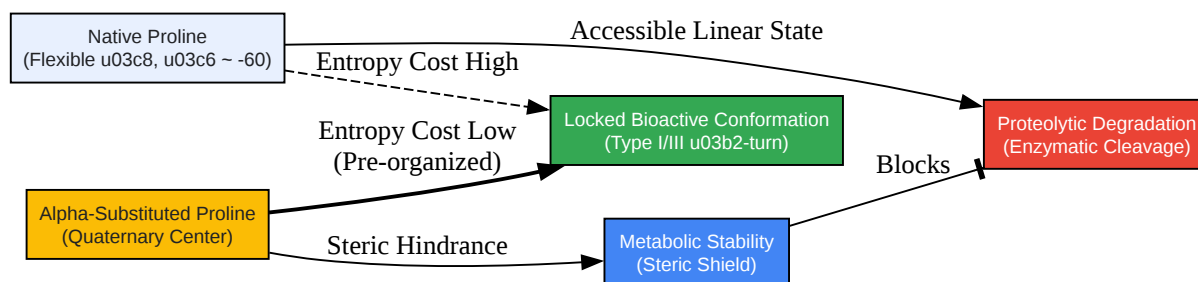 Native Proline
(Flexible u03c8, u03c6 ~ -60)
Accessible Linear State
Entropy Cost High
Entropy Cost Low
(Pre-organized)
Locked Bioactive Conformation
(Type I/III u03b2-turn)
Proteolytic Degradation
(Enzymatic Cleavage)
Blocks
Alpha-Substituted Proline
(Quaternary Center)
Steric Hindrance
Metabolic Stability
(Steric Shield)